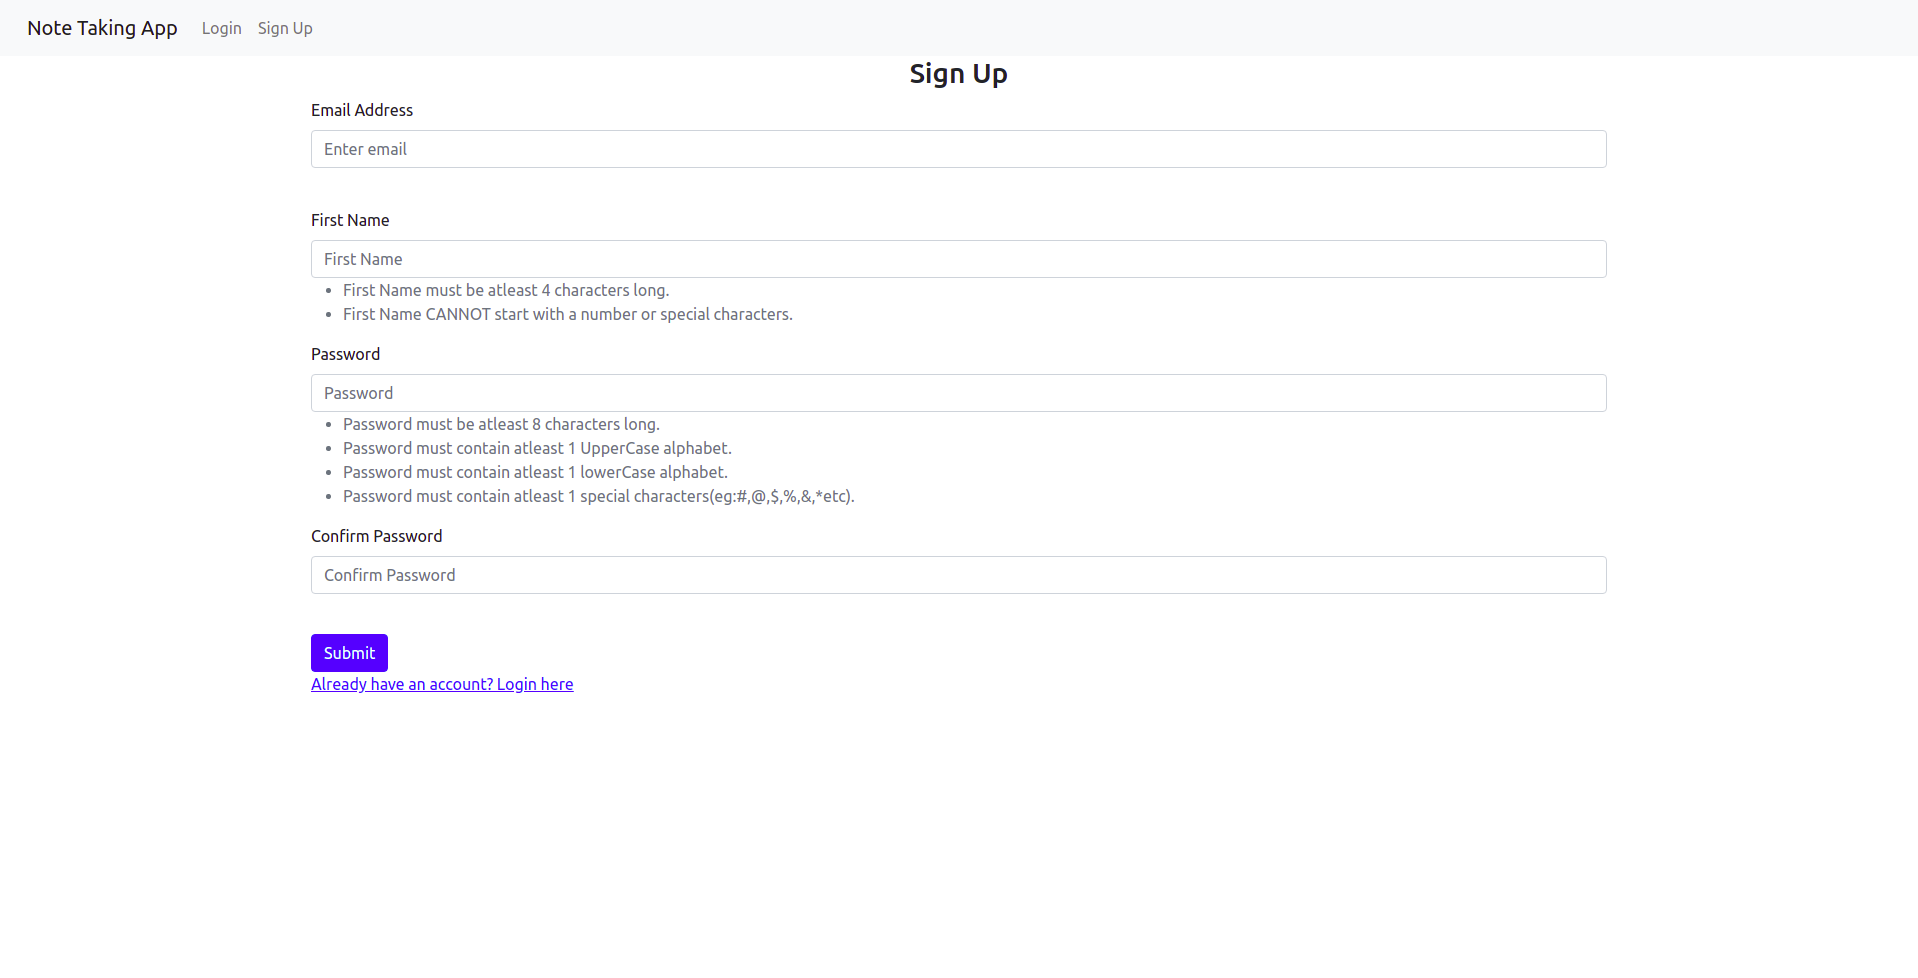 Note Taking App Login Sign Up
Sign Up
Email Address
Enter email
First Name
First Name
First Name must be atleast 4 characters long.
First Name CANNOT start with a number or special characters.
Password
Password
Password must be atleast 8 characters long.
Password must contain atleast 1 UpperCase alphabet.
Password must contain atleast 1 lowerCase alphabet.
Password must contain atleast 1 special characters(eg:#,@,$,%,&,*etc).
Confirm Password
Confirm Password
Submit
Already have an account? Login here